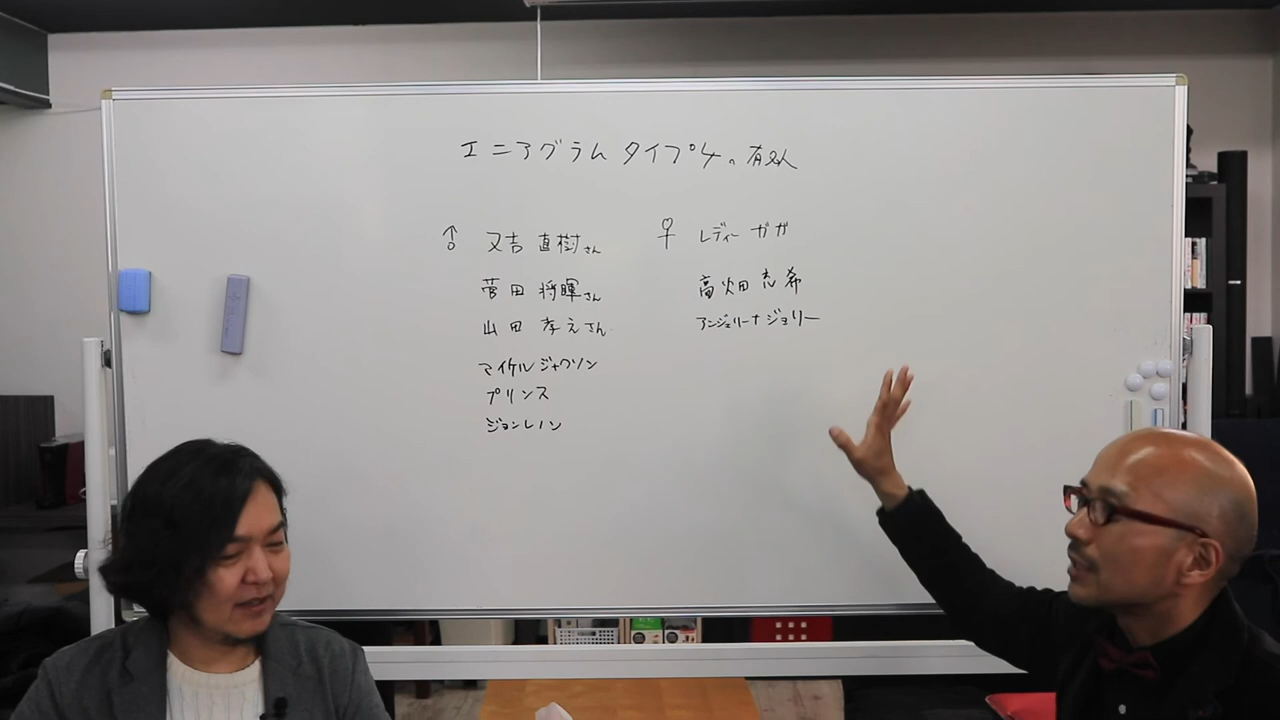 エニアグラム タイプ4の有名人
♂ 又吉 直樹さん
菅田 将暉さん
山田 孝之さん
マイケルジャクソン
プリンス
ジョンレノン
♀ レディー ガガ
高畑 充希
アンジェリーナ ジョリー